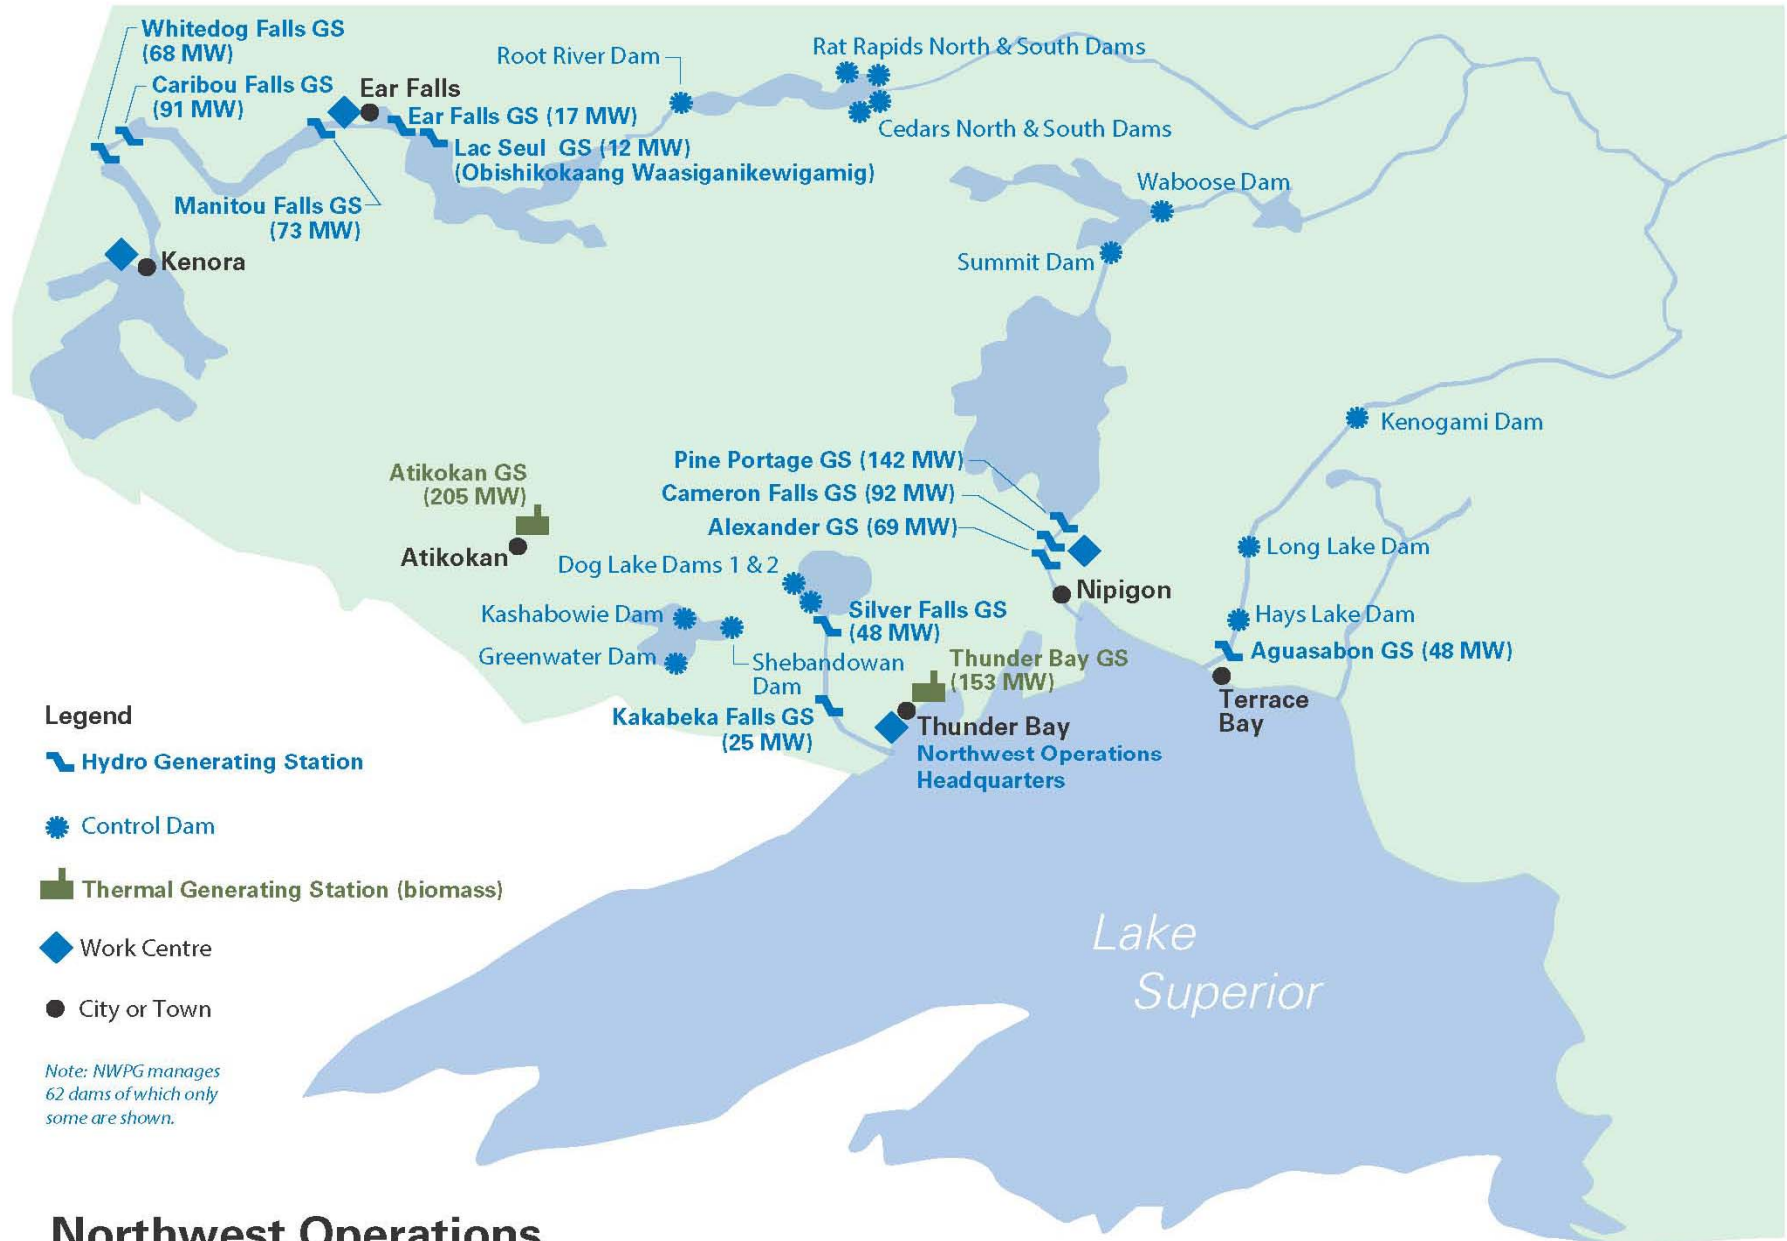 Whitedog Falls GS
(68 MW)
Caribou Falls GS
(91 MW)
Ear Falls
Ear Falls GS (17 MW)
Lac Seul GS (12 MW)
(Obishikokaang Waasiganikewigamig)
Manitou Falls GS
(73 MW)
Kenora
Root River Dam
Rat Rapids North & South Dams
Cedars North & South Dams
Waboose Dam
Summit Dam
Kenogami Dam
Pine Portage GS (142 MW)
Cameron Falls GS (92 MW)
Alexander GS (69 MW)
Nipigon
Atikokan GS
(205 MW)
Atikokan
Dog Lake Dams 1 & 2
Kashabowie Dam
Greenwater Dam
Shebandowan
Dam
Silver Falls GS
(48 MW)
Thunder Bay GS
(153 MW)
Kakabeka Falls GS
(25 MW)
Thunder Bay
Northwest Operations
Headquarters
Long Lake Dam
Hays Lake Dam
Aguasabon GS (48 MW)
Terrace
Bay
Lake
Superior
Legend
Hydro Generating Station
Control Dam
Thermal Generating Station (biomass)
Work Centre
City or Town
Note: NWPG manages
62 dams of which only
some are shown.
Northwest Operations